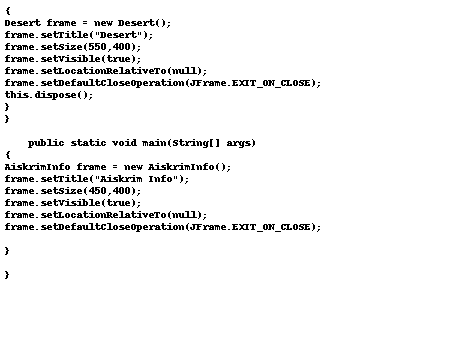 {
Desert frame = new Desert();
frame.setTitle("Desert");
frame.setSize(550,400);
frame.setVisible(true);
frame.setLocationRelativeTo(null);
frame.setDefaultCloseOperation(JFrame.EXIT_ON_CLOSE);
this.dispose();
}
}
public static void main(String[] args)
{
AiskrimInfo frame = new AiskrimInfo();
frame.setTitle("Aiskrim Info");
frame.setSize(450,400);
frame.setVisible(true);
frame.setLocationRelativeTo(null);
frame.setDefaultCloseOperation(JFrame.EXIT_ON_CLOSE);
}
}